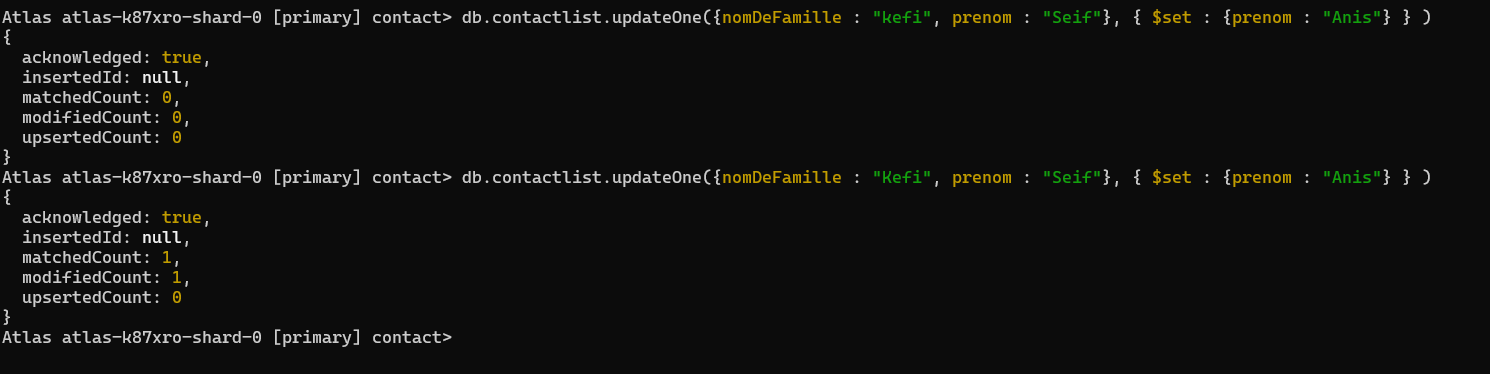 Atlas atlas-k87xro-shard-0 [primary] contact> db.contactlist.updateOne({nomDeFamille : "kefi", prenom : "Seif"}, { $set : {prenom : "Anis"} } )
{
  acknowledged: true,
  insertedId: null,
  matchedCount: 0,
  modifiedCount: 0,
  upsertedCount: 0
}
Atlas atlas-k87xro-shard-0 [primary] contact> db.contactlist.updateOne({nomDeFamille : "Kefi", prenom : "Seif"}, { $set : {prenom : "Anis"} } )
{
  acknowledged: true,
  insertedId: null,
  matchedCount: 1,
  modifiedCount: 1,
  upsertedCount: 0
}
Atlas atlas-k87xro-shard-0 [primary] contact>